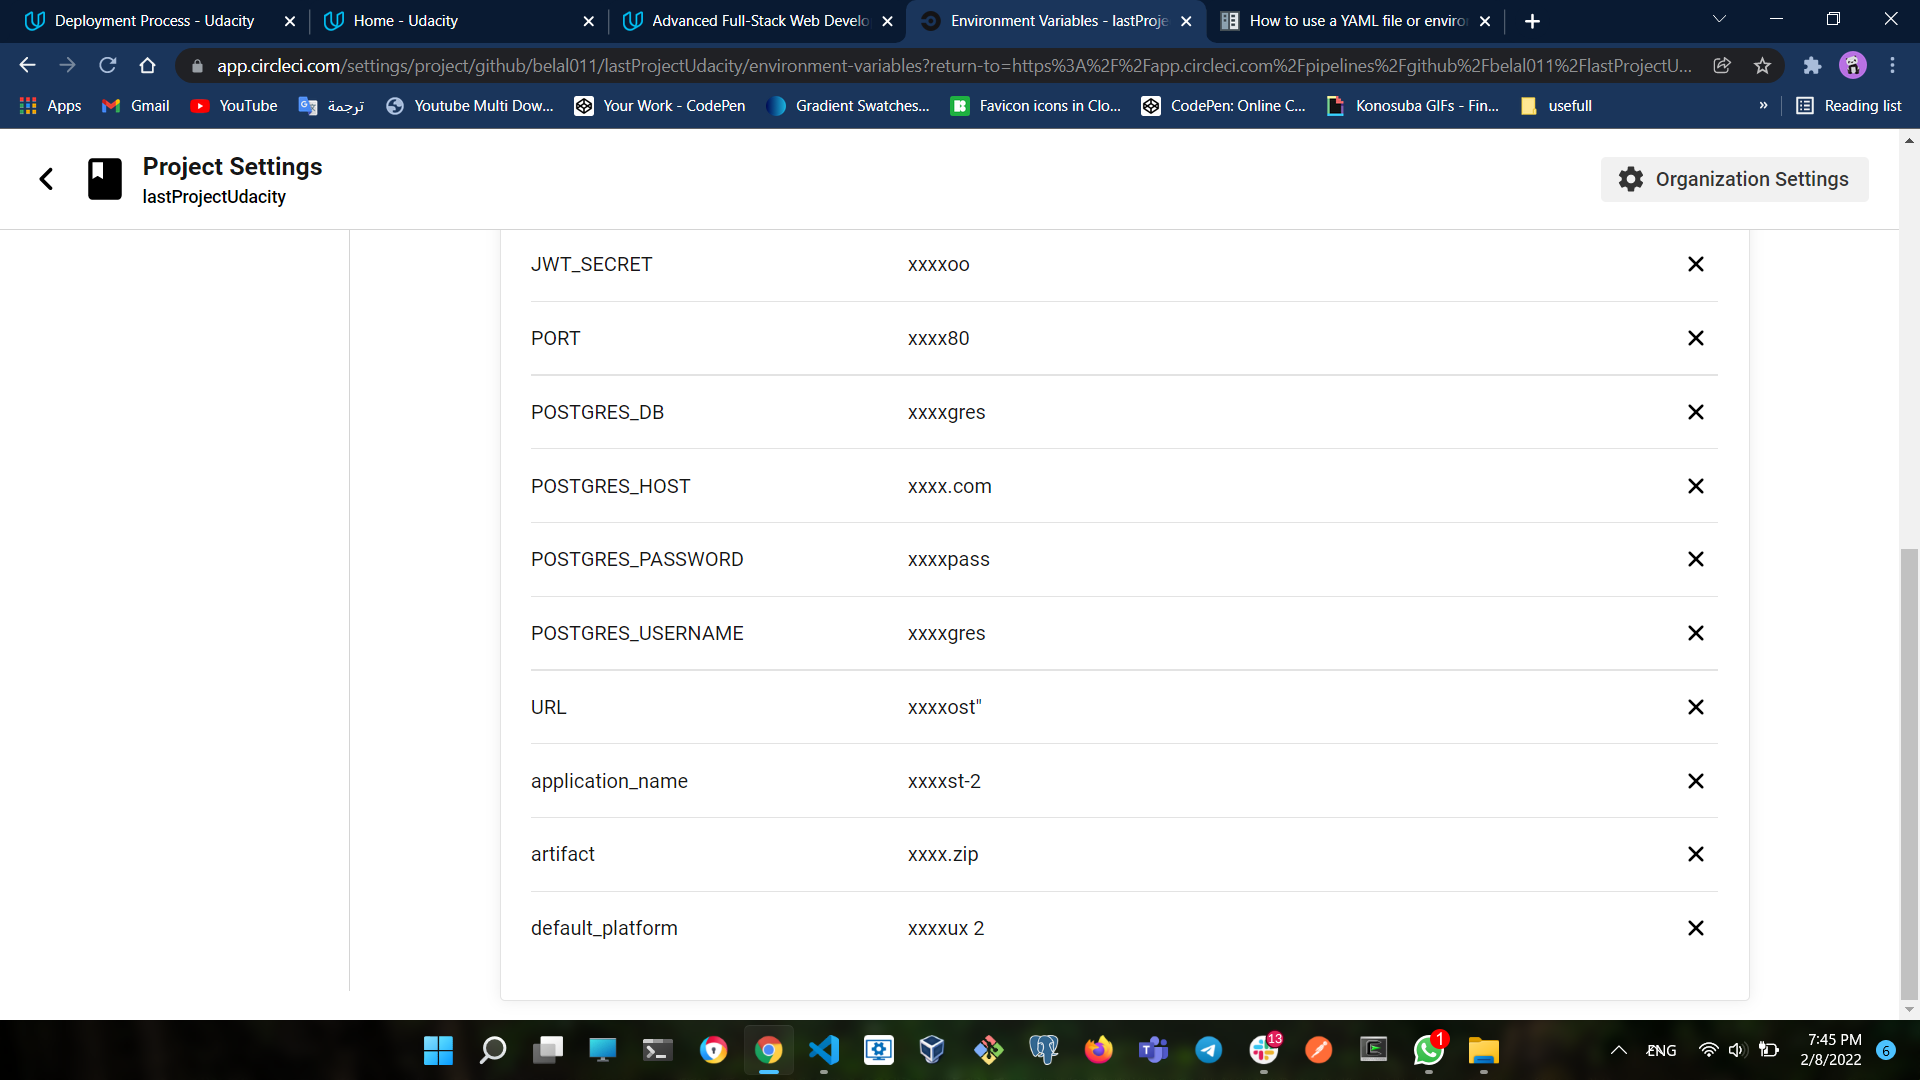 Deployment Process - Udacity
Home - Udacity
Advanced Full-Stack Web Develo
Environment Variables - lastProje
How to use a YAML file or enviro
app.circleci.com/settings/project/github/belal011/lastProjectUdacity/environment-variables?return-to=https%3A%2F%2Fapp.circleci.com%2Fpipelines%2Fgithub%2Fbelal011%2FlastProjectU...
Apps
Gmail
YouTube
ترجمة
Youtube Multi Dow...
Your Work - CodePen
Gradient Swatches...
Favicon icons in Clo...
CodePen: Online C...
Konosuba GIFs - Fin...
usefull
»
Reading list
Project Settings
lastProjectUdacity
Organization Settings
JWT_SECRET xxxxoo
PORT xxxx80
POSTGRES_DB xxxxgres
POSTGRES_HOST xxxx.com
POSTGRES_PASSWORD xxxxpass
POSTGRES_USERNAME xxxxgres
URL xxxxost"
application_name xxxxst-2
artifact xxxx.zip
default_platform xxxxux 2
13
1
ENG
7:45 PM
2/8/2022
6